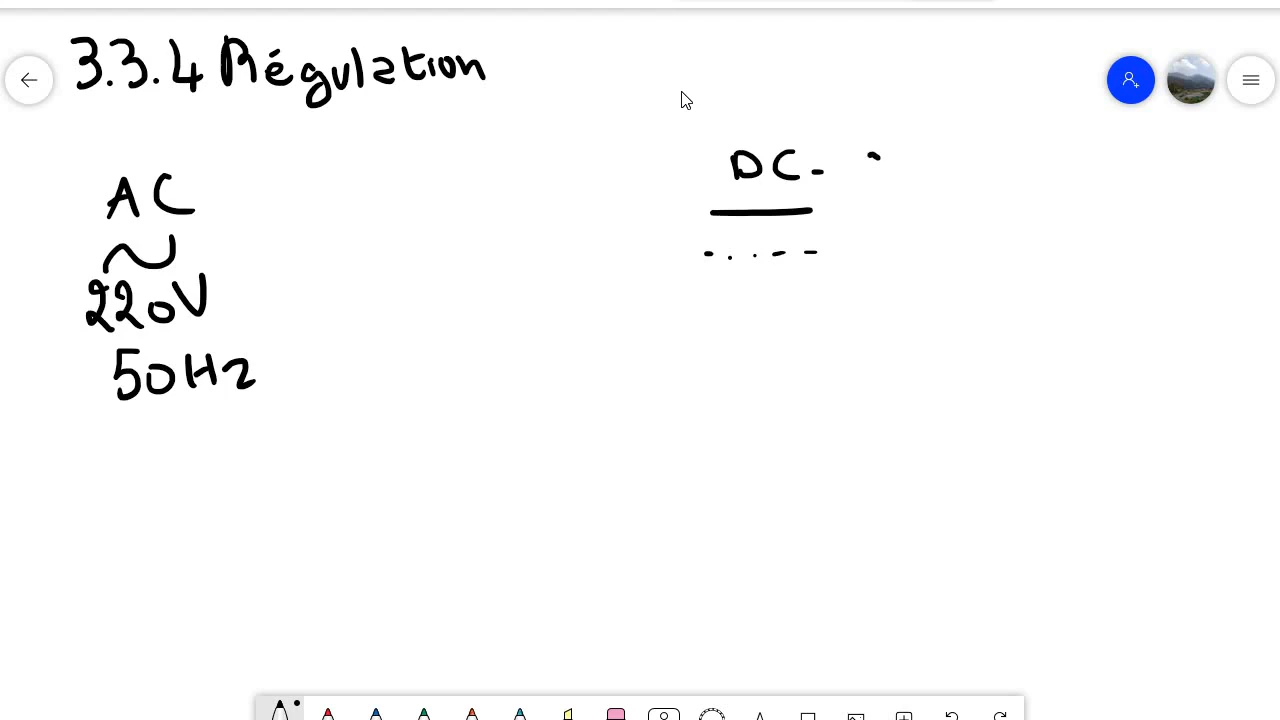 3.3.4 Régulation
AC
~
220V
50Hz
DC-